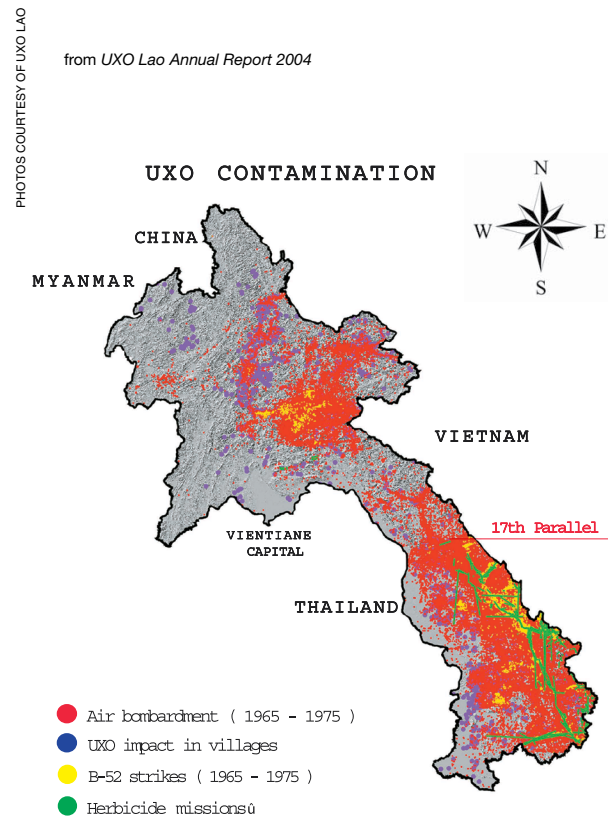 PHOTOS COURTESY OF UXO LAO
from UXO Lao Annual Report 2004
UXO CONTAMINATION
N
W E
S
CHINA
MYANMAR
VIETNAM
17th Parallel
VIENTIANE
CAPITAL
THAILAND
Air bombardment ( 1965 - 1975 )
UXO impact in villages
B-52 strikes ( 1965 - 1975 )
Herbicide missionsû